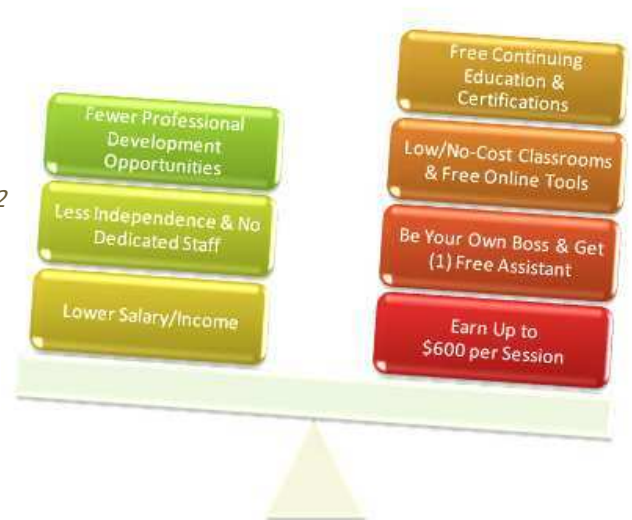 Fewer Professional
Development
Opportunities
Less Independence & No
Dedicated Staff
Lower Salary/Income
Free Continuing
Education &
Certifications
Low/No-Cost Classrooms
& Free Online Tools
Be Your Own Boss & Get
(1) Free Assistant
Earn Up to
$600 per Session
2